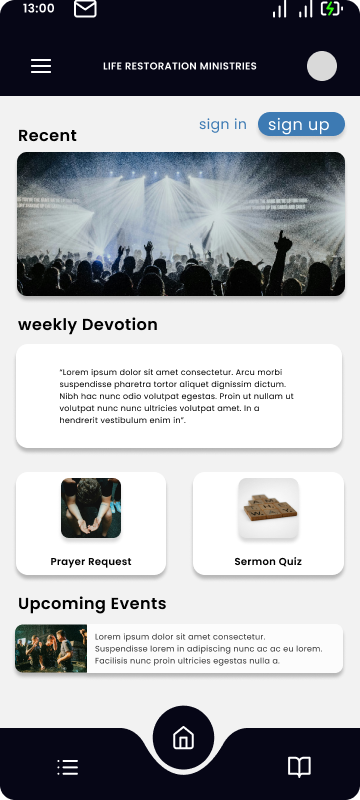 13:00
LIFE RESTORATION MINISTRIES
sign in
sign up
Recent
weekly Devotion
“Lorem ipsum dolor sit amet consectetur. Arcu morbi
suspendisse pharetra tortor aliquet dignissim dictum.
Nibh hac nunc odio volutpat egestas. Proin ut nullam ut
volutpat nunc nunc ultricies volutpat amet. In a
hendrerit vestibulum enim in”.
Prayer Request
Sermon Quiz
Upcoming Events
Lorem ipsum dolor sit amet consectetur.
Suspendisse lorem in adipiscing nunc ac ac eu lorem.
Facilisis nunc proin ultricies egestas nulla a.